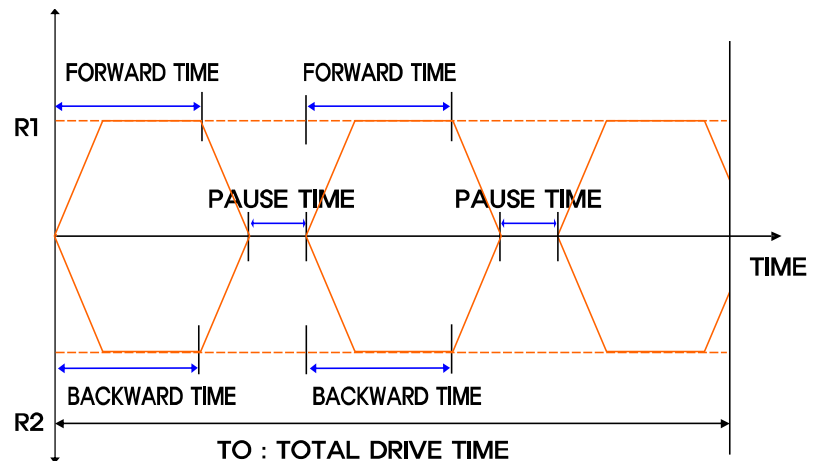 FORWARD TIME FORWARD TIME
R1
PAUSE TIME PAUSE TIME
TIME
BACKWARD TIME BACKWARD TIME
R2
TO : TOTAL DRIVE TIME